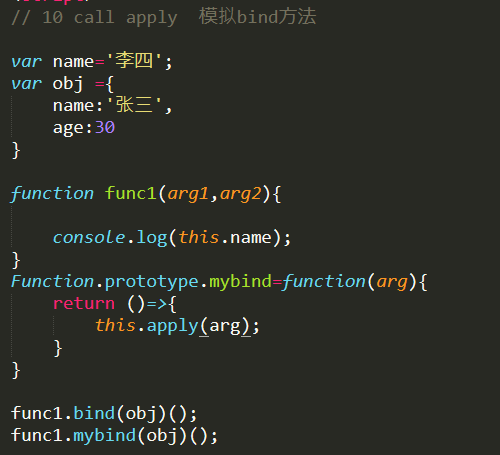 // 10 call apply  模拟bind方法
var name='李四';
var obj ={
    name:'张三',
    age:30
}
function func1(arg1,arg2){
    console.log(this.name);
}
Function.prototype.mybind=function(arg){
    return ()=>{
        this.apply(arg);
    }
}
func1.bind(obj)();
func1.mybind(obj)();